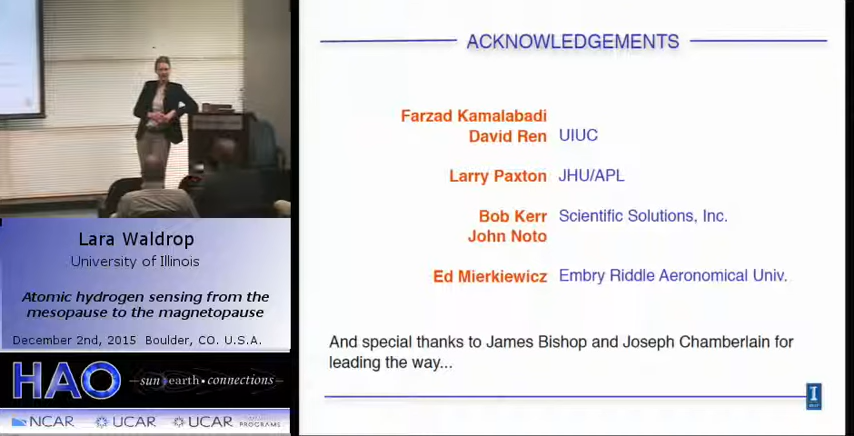 Lara Waldrop
University of Illinois
Atomic hydrogen sensing from the
mesopause to the magnetopause
December 2nd, 2015 Boulder, CO. U.S.A.
HAO
sun earth connections
NCAR UCAR UCAR PROGRAMS
ACKNOWLEDGEMENTS
Farzad Kamalabadi
David Ren UIUC
Larry Paxton JHU/APL
Bob Kerr Scientific Solutions, Inc.
John Noto
Ed Mierkiewicz Embry Riddle Aeronomical Univ.
And special thanks to James Bishop and Joseph Chamberlain for
leading the way...
I